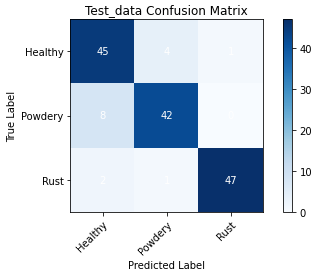 Test_data Confusion Matrix
True Label
Healthy 45 4 1
Powdery 8 42
Rust 2 1 47
Healthy Powdery Rust
Predicted Label
40
30
20
10
0